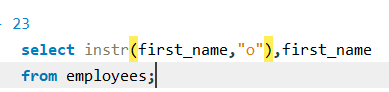 23
select instr(first_name,"o"),first_name
from employees;